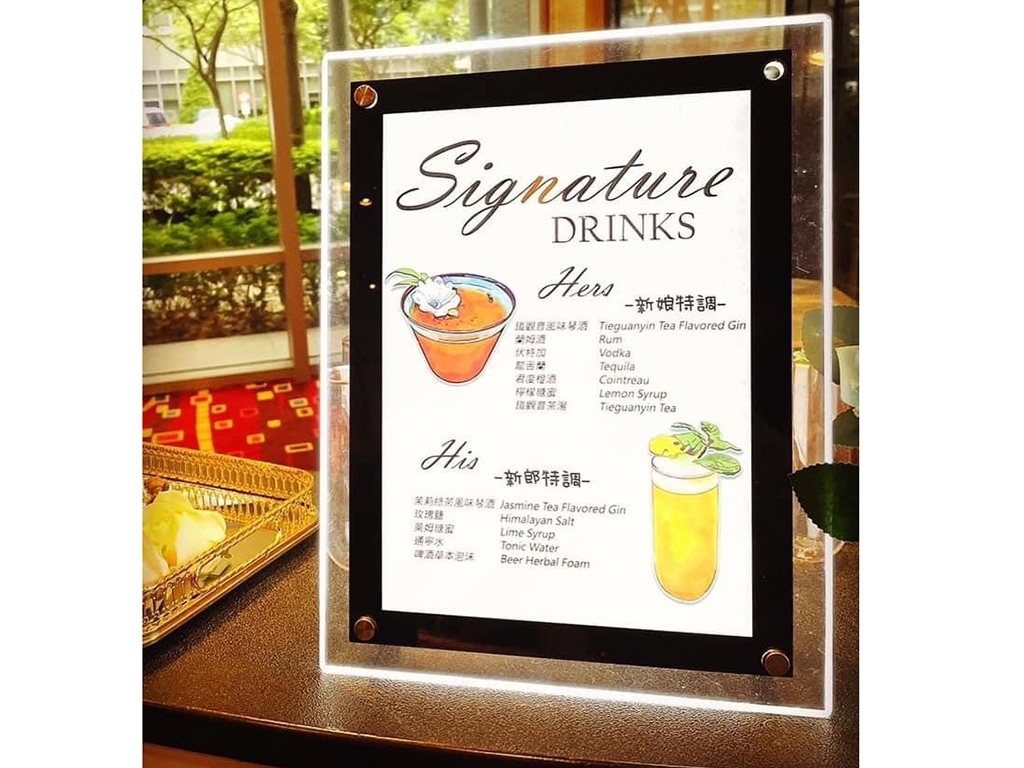 Signature
DRINKS
Hers
-新娘特調-
鐵觀音風味琴酒 Tieguanyin Tea Flavored Gin
蘭姆酒 Rum
伏特加 Vodka
龍舌蘭 Tequila
君度橙酒 Cointreau
檸檬糖蜜 Lemon Syrup
鐵觀音茶湯 Tieguanyin Tea
His
-新郎特調-
茉莉綠茶風味琴酒 Jasmine Tea Flavored Gin
玫瑰鹽 Himalayan Salt
萊姆糖蜜 Lime Syrup
通寧水 Tonic Water
啤酒草本泡沫 Beer Herbal Foam